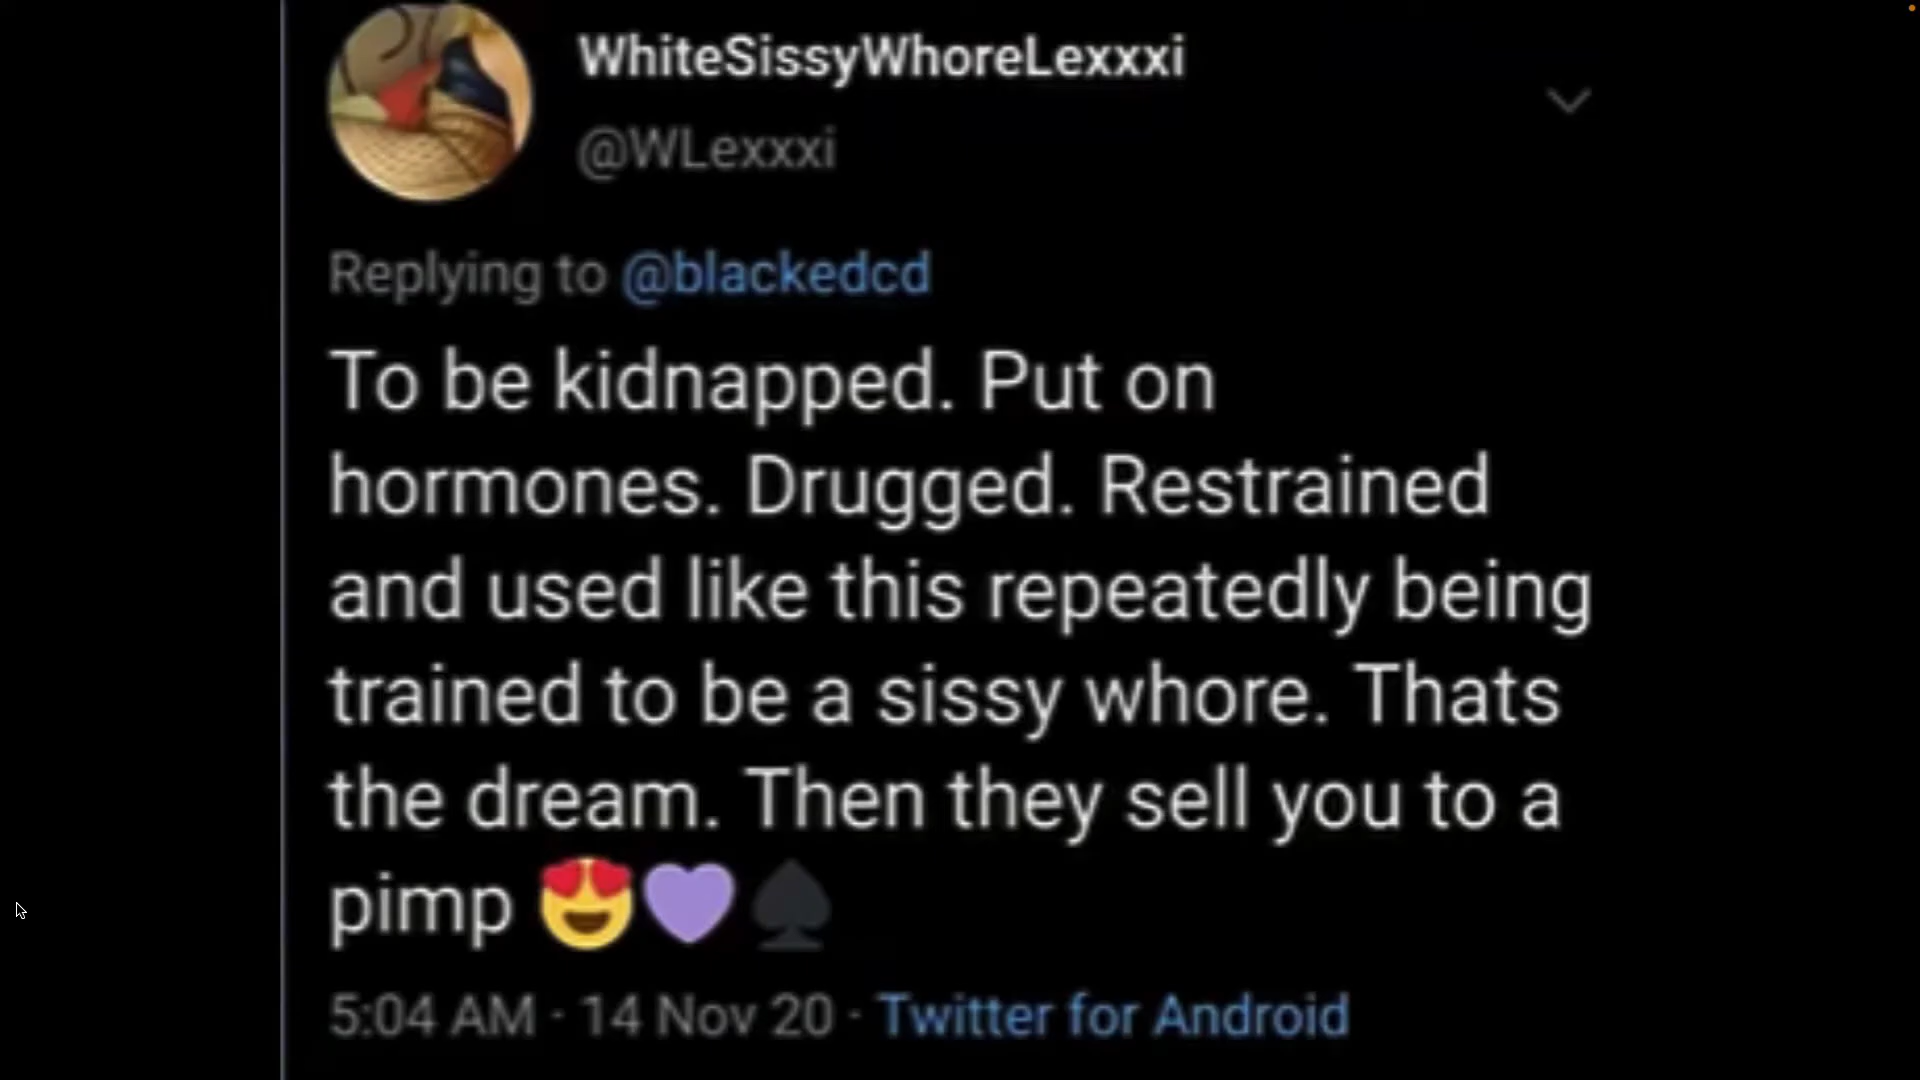 WhiteSissyWhoreLexxxi
@WLexxxi
Replying to @blackedcd
To be kidnapped. Put on
hormones. Drugged. Restrained
and used like this repeatedly being
trained to be a sissy whore. Thats
the dream. Then they sell you to a
pimp 😍💜♠
5:04 AM · 14 Nov 20 · Twitter for Android